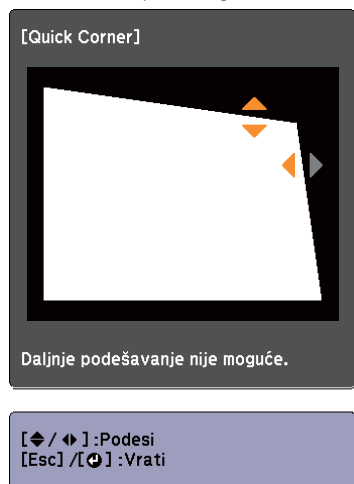 [Quick Corner]
Daljnje podešavanje nije moguće.
[ / ] :Podesi
[Esc] /[ ] :Vrati